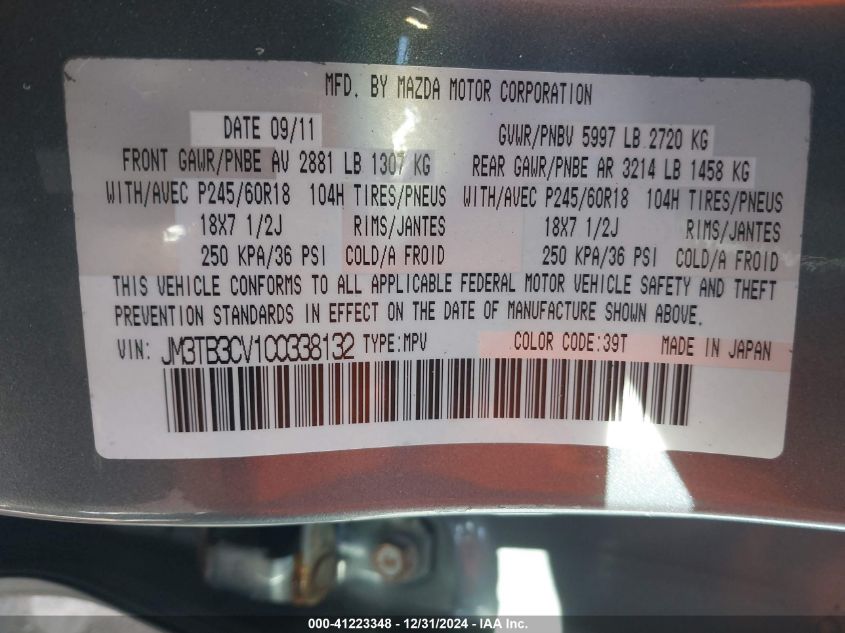 MFD. BY MAZDA MOTOR CORPORATION
DATE 09/11 GVWR/PNBV 5997 LB 2720 KG
FRONT GAWR/PNBE AV 2881 LB 1307 KG REAR GAWR/PNBE AR 3214 LB 1458 KG
WITH/AVEC P245/60R18 104H TIRES/PNEUS WITH/AVEC P245/60R18 104H TIRES/PNEUS
18X7 1/2J RIMS/JANTES 18X7 1/2J RIMS/JANTES
250 KPA/36 PSI COLD/A FROID 250 KPA/36 PSI COLD/A FROID
THIS VEHICLE CONFORMS TO ALL APPLICABLE FEDERAL MOTOR VEHICLE SAFETY AND THEFT
PREVENTION STANDARDS IN EFFECT ON THE DATE OF MANUFACTURE SHOWN ABOVE.
VIN: JM3TB3CV1C0338132 TYPE:MPV COLOR CODE:39T MADE IN JAPAN
000-41223348 - 12/31/2024 - IAA Inc.